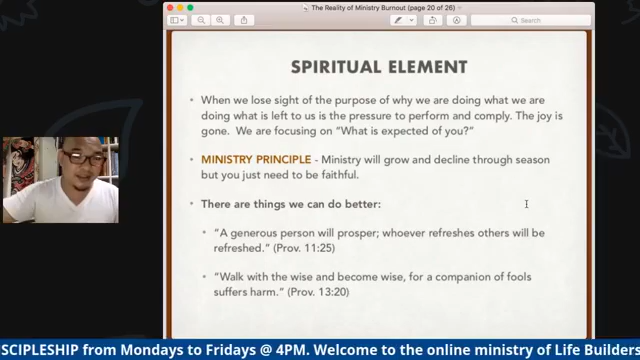 The Reality of Ministry Burnout (page 20 of 26)
Search
SPIRITUAL ELEMENT
• When we lose sight of the purpose of why we are doing what we are
doing what is left to us is the pressure to perform and comply. The joy is
gone. We are focusing on "What is expected of you?"
• MINISTRY PRINCIPLE - Ministry will grow and decline through season
but you just need to be faithful.
• There are things we can do better:
• "A generous person will prosper; whoever refreshes others will be
refreshed." (Prov. 11:25)
• "Walk with the wise and become wise, for a companion of fools
suffers harm." (Prov. 13:20)
SCIPLESHIP from Mondays to Fridays @ 4PM. Welcome to the online ministry of Life Builders